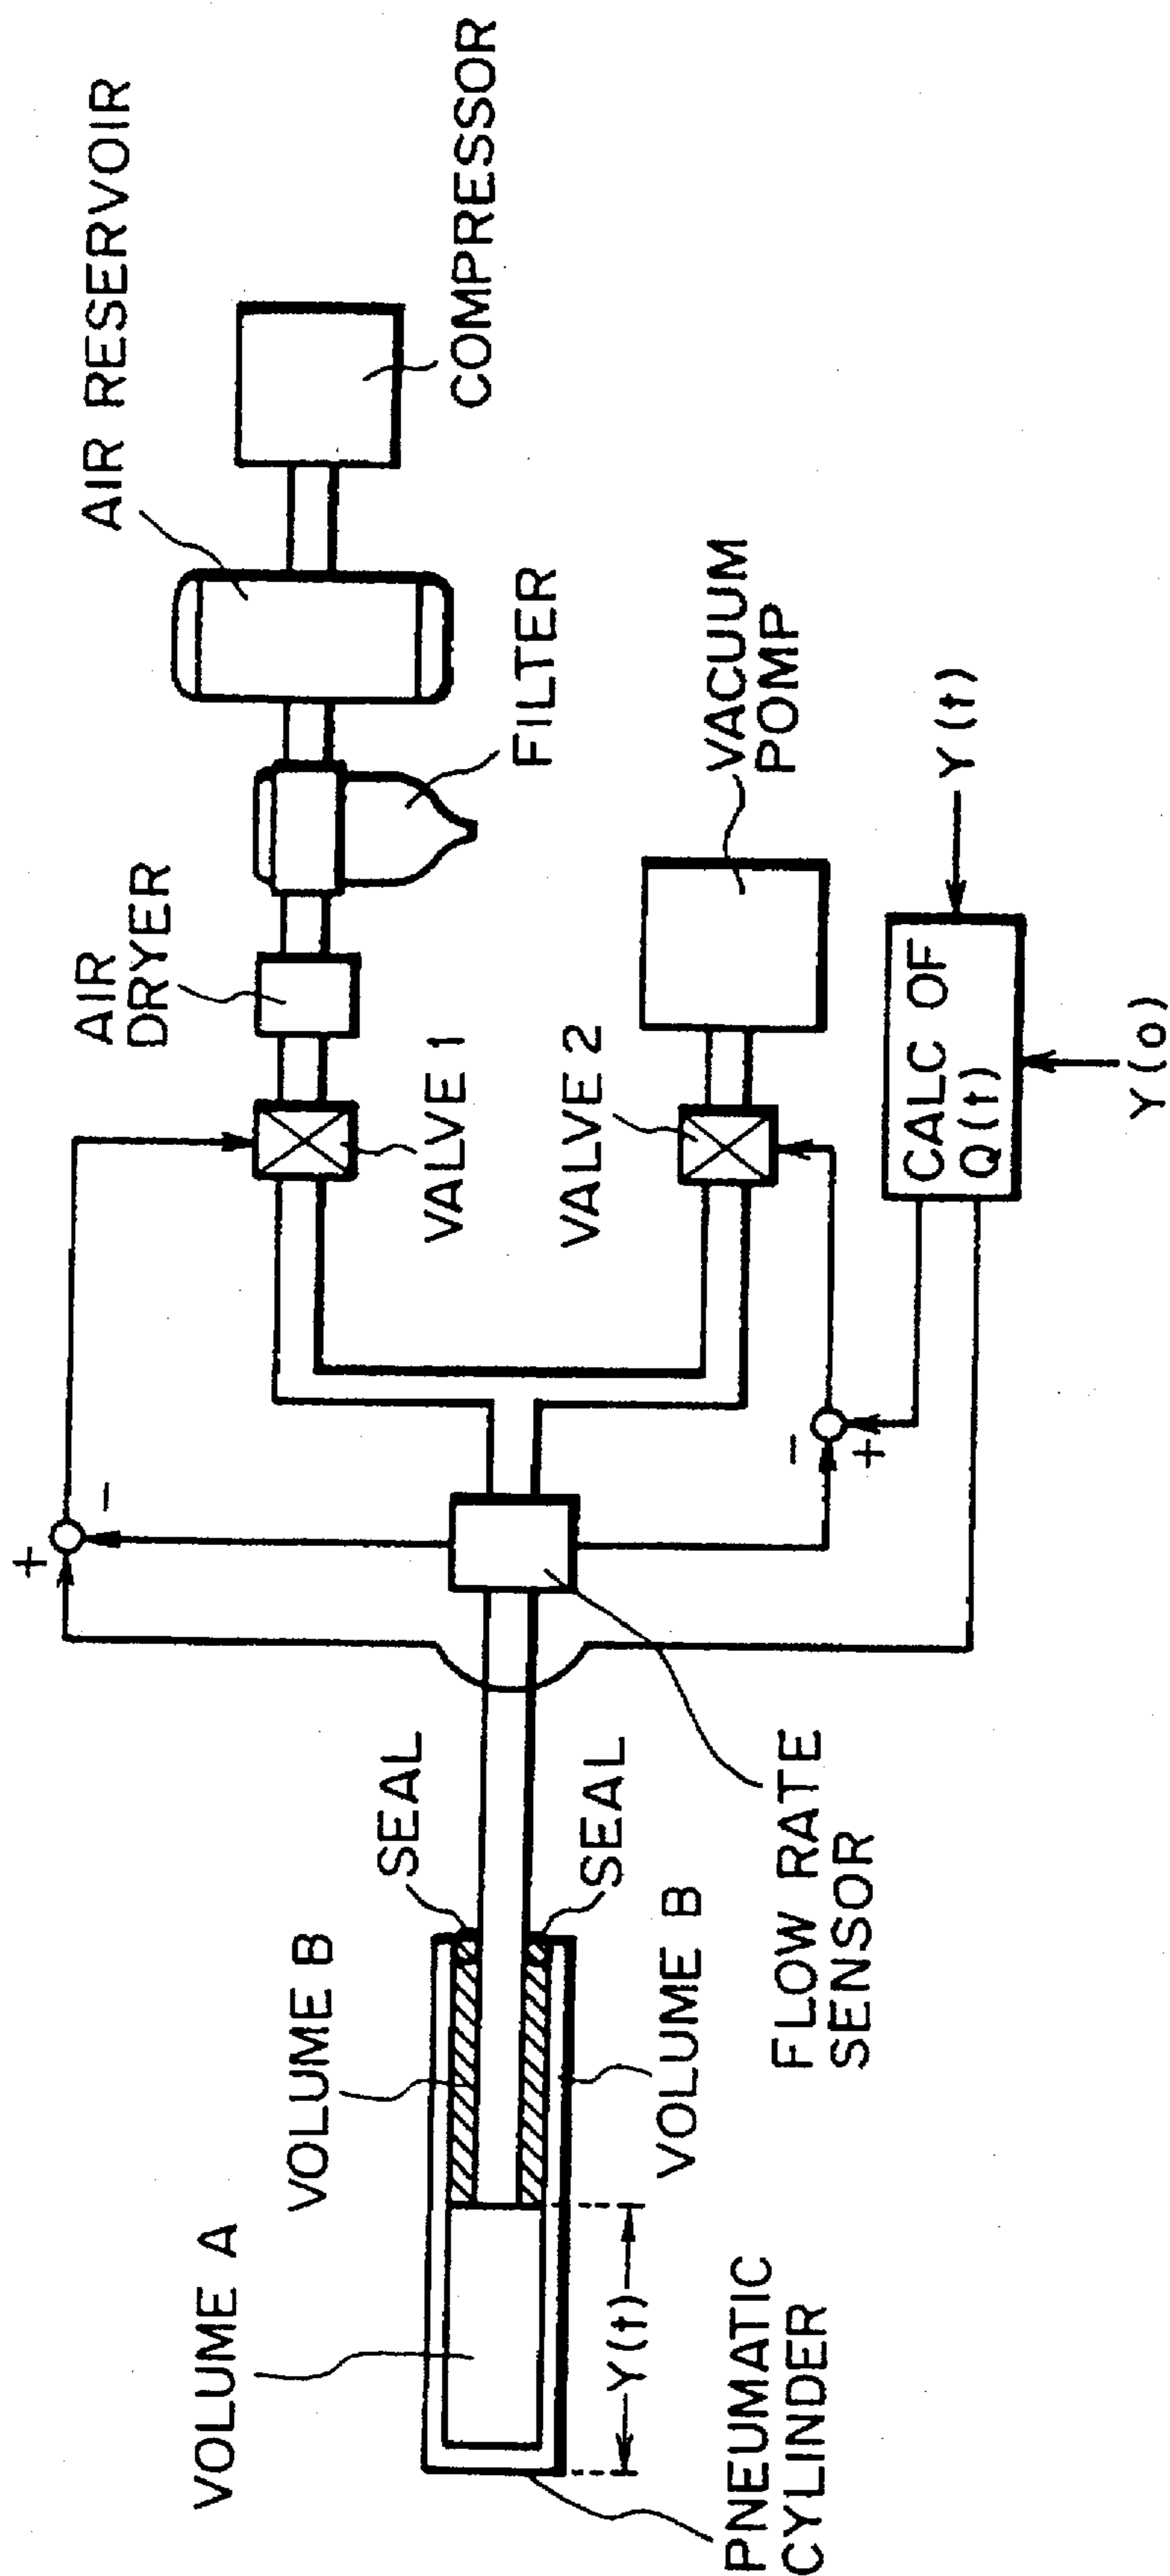 AIR RESERVOIR
COMPRESSOR
FILTER
AIR
DRYER
VALVE 1
VALVE 2
VACUUM
POMP
Y(t)
CALC OF
Q(t)
Y(o)
+
-
-
+
SEAL
SEAL
FLOW RATE
SENSOR
VOLUME B
VOLUME B
VOLUME A
Y(t)
PNEUMATIC
CYLINDER